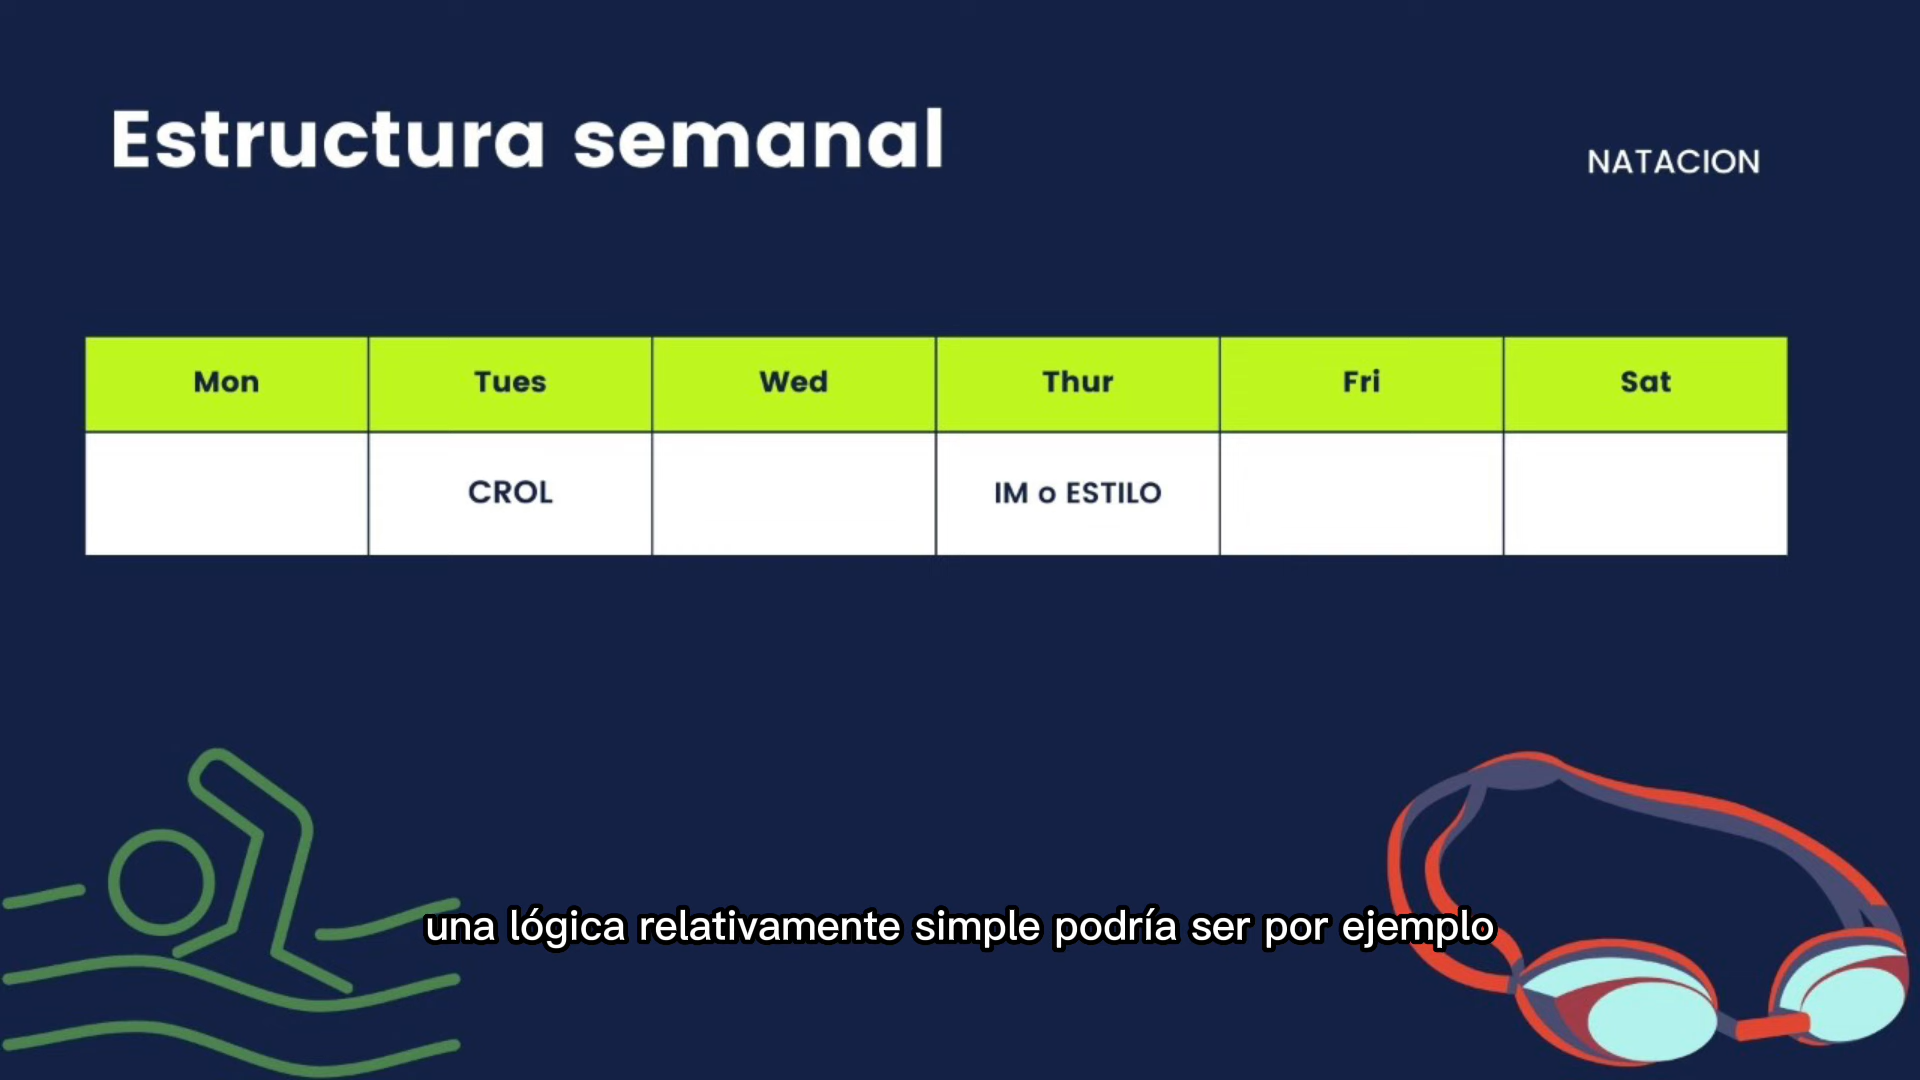 Estructura semanal
NATACION
Mon Tues Wed Thur Fri Sat
CROL IM o ESTILO
una lógica relativamente simple podría ser por ejemplo